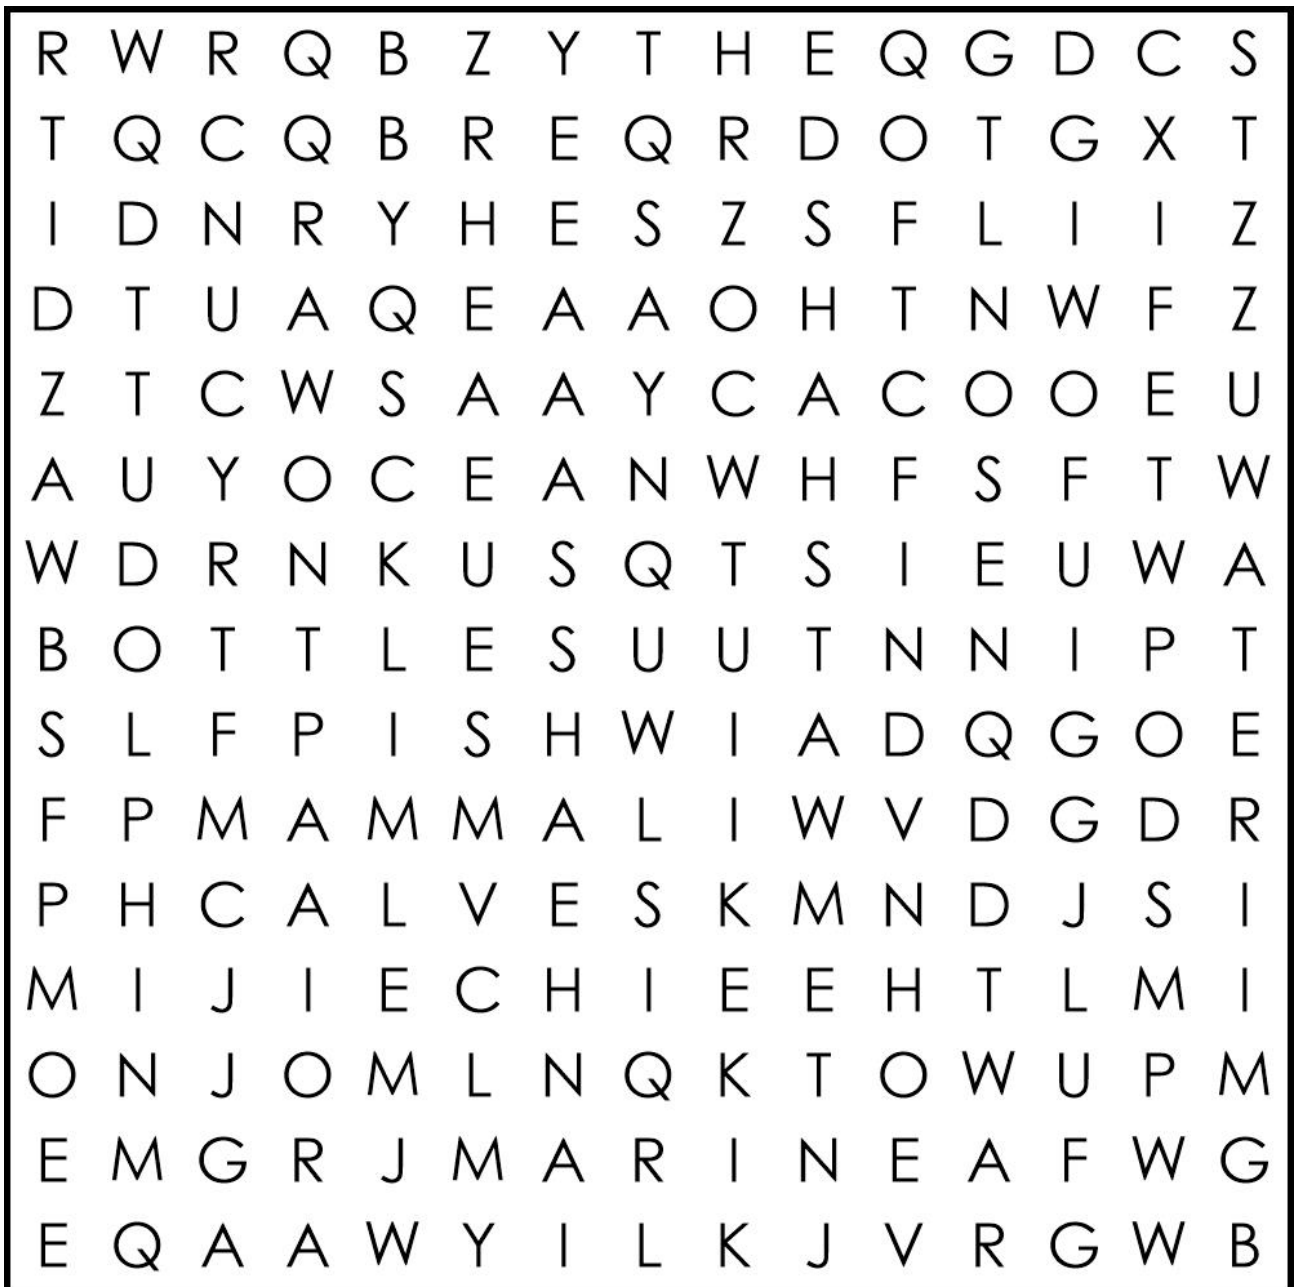 R W R Q B Z Y T H E Q G D C S
T Q C Q B R E Q R D O T G X T
I D N R Y H E S Z S F L I I Z
D T U A Q E A A O H T N W F Z
Z T C W S A A Y C A C O O E U
A U Y O C E A N W H F S F T W
W D R N K U S Q T S I E U W A
B O T T L E S U U T N N I P T
S L F P I S H W I A D Q G O E
F P M A M M A L I W V D G D R
P H C A L V E S K M N D J S I
M I J I E C H I E E H T L M I
O N J O M L N Q K T O W U P M
E M G R J M A R I N E A F W G
E Q A A W Y I L K J V R G W B